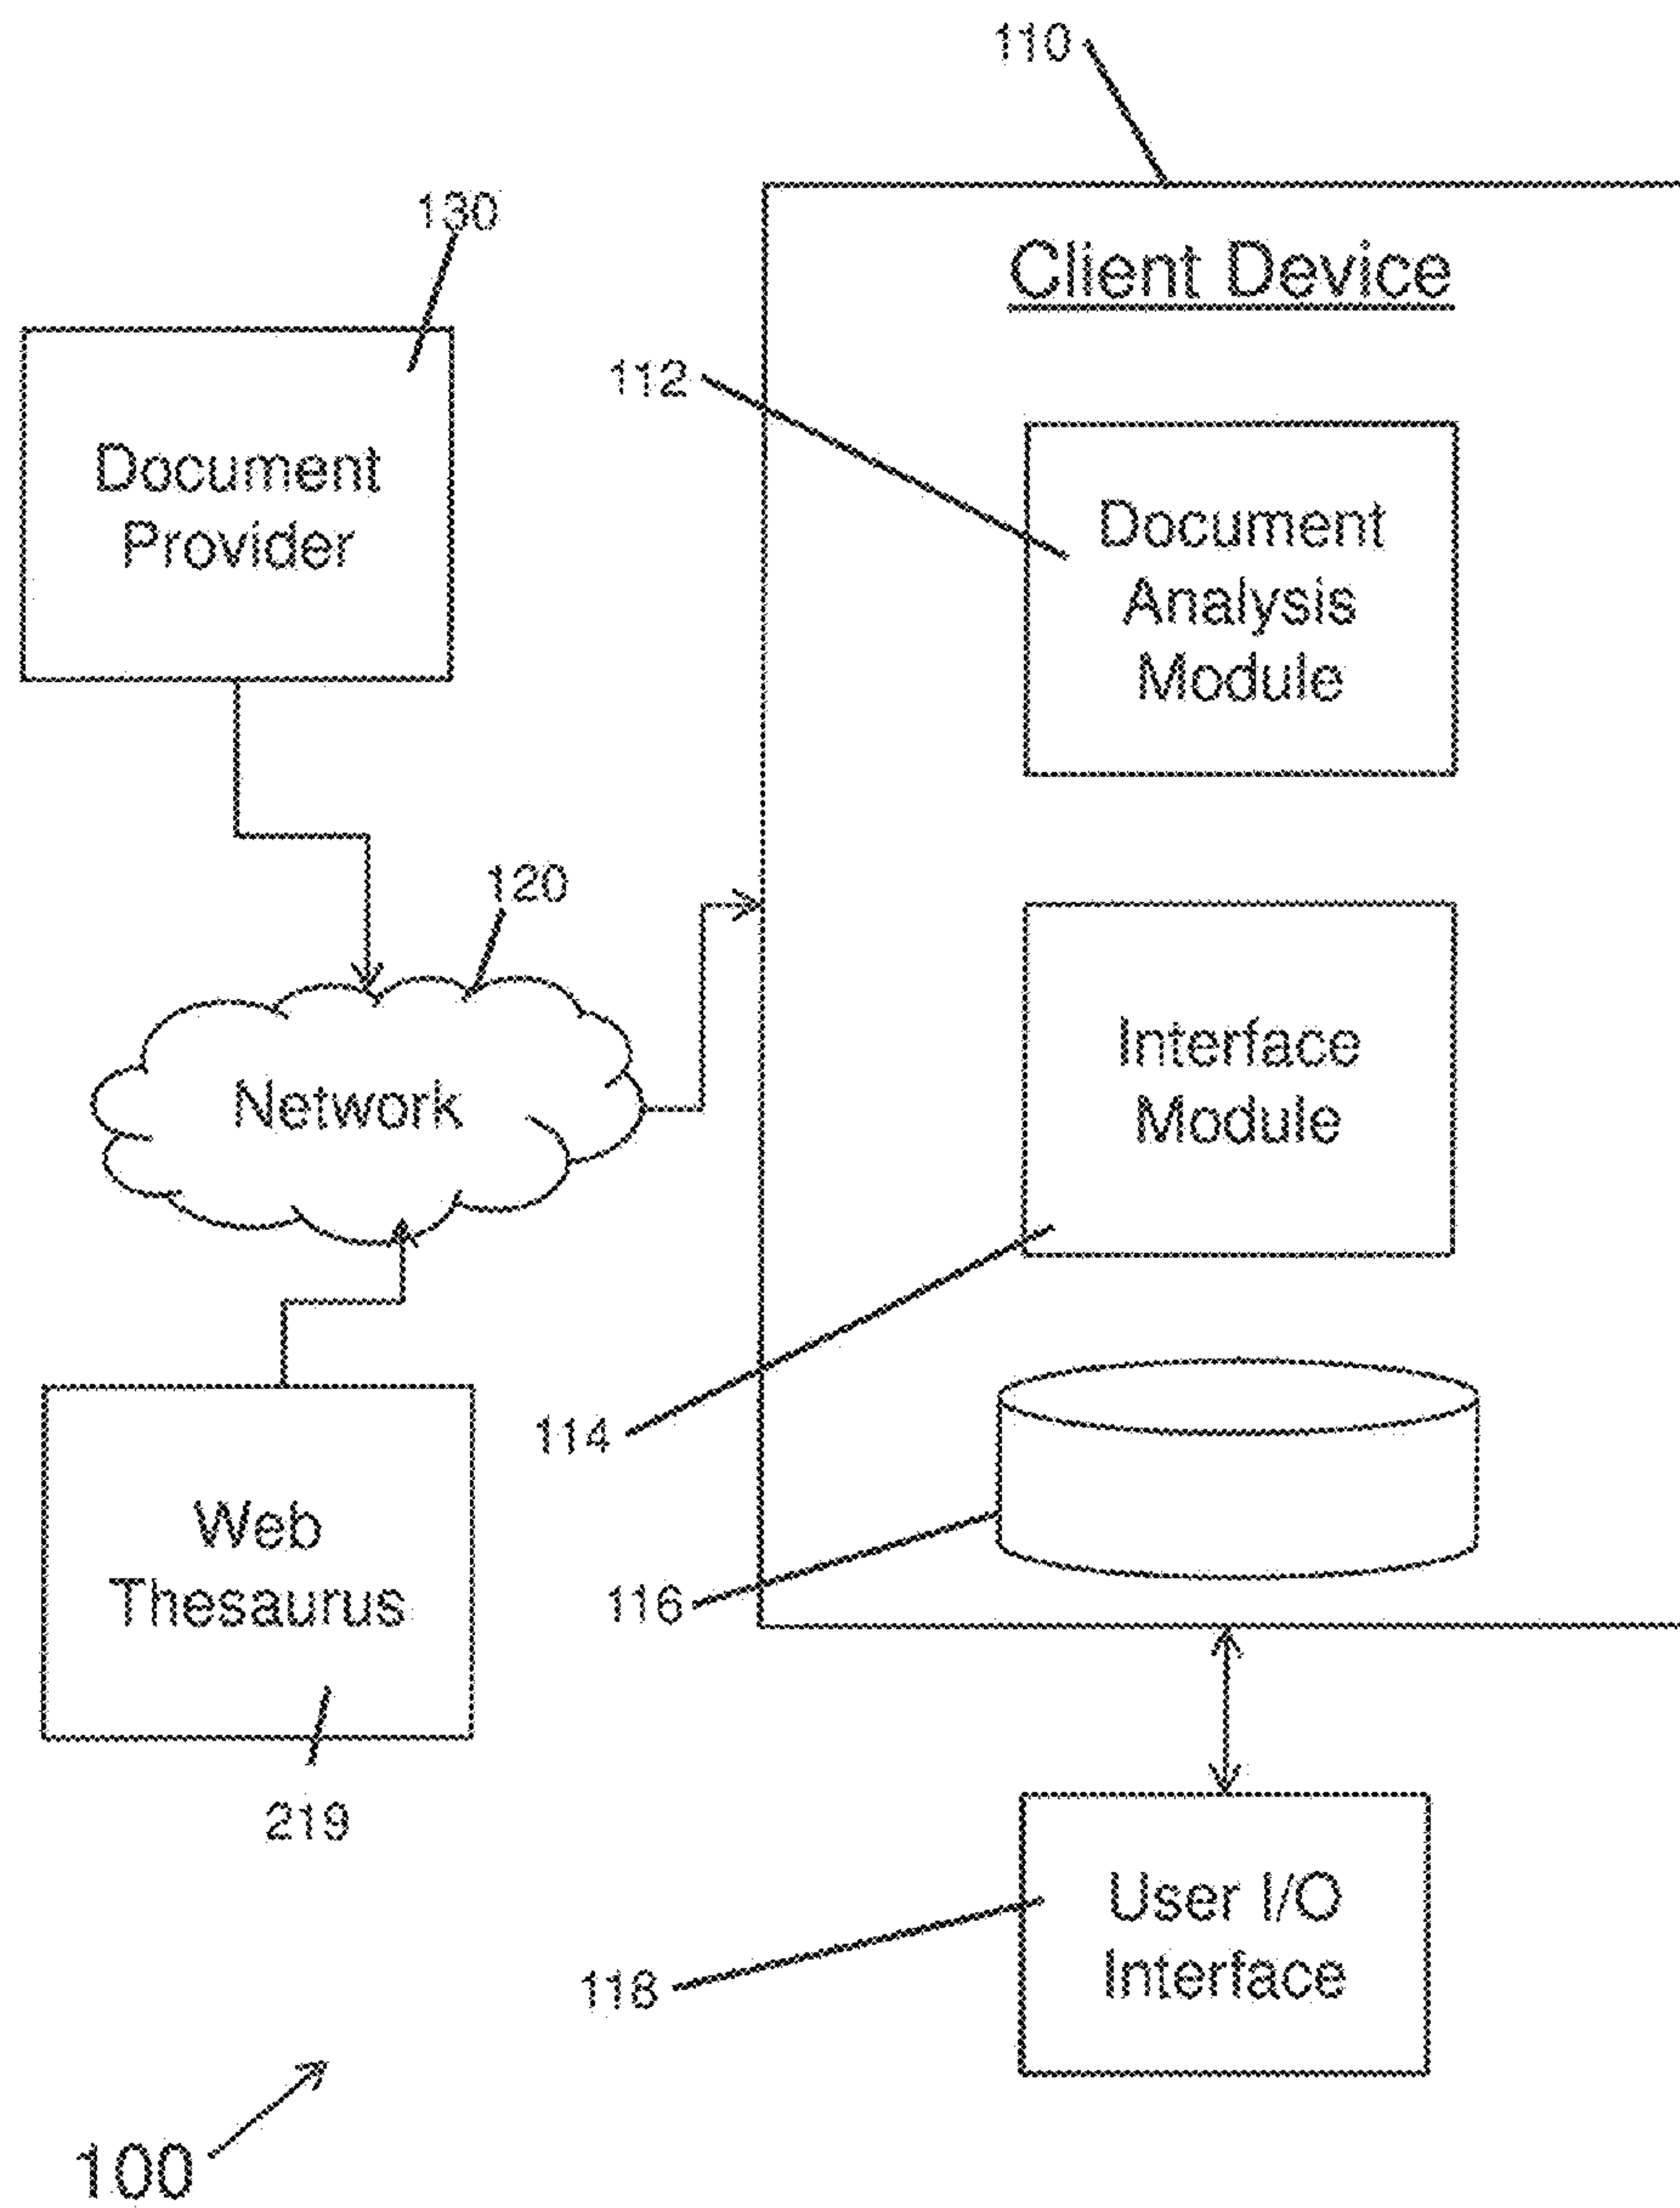 110
130
Client Device
112
Document
Provider
Document
Analysis
Module
120
Interface
Module
Network
114
Web
Thesaurus
116
219
User I/O
Interface
118
100